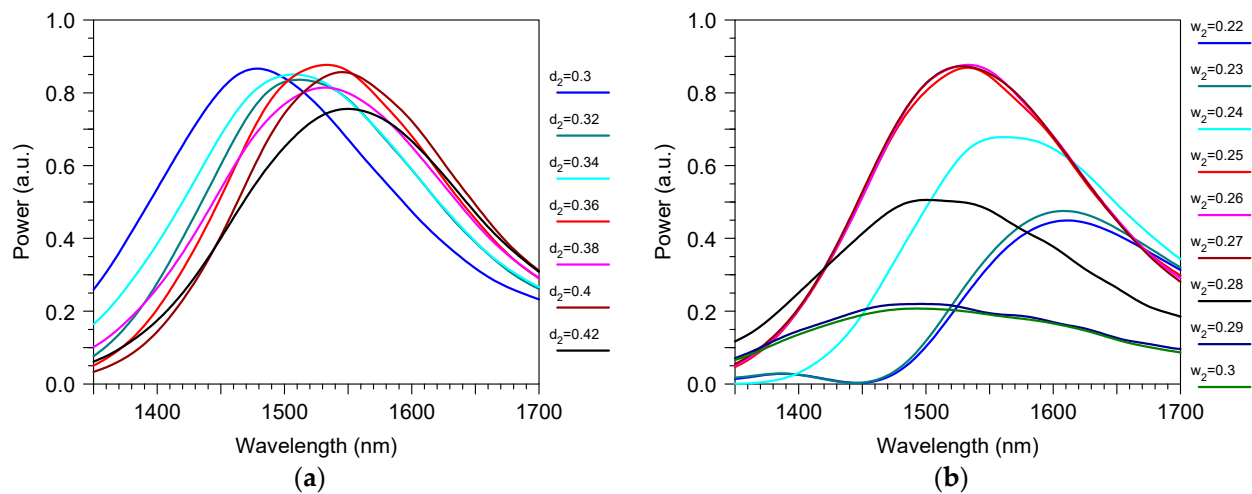 1.0
0.8
0.6
0.4
0.2
0.0
Power (a.u.)
1400
1500
1600
1700
Wavelength (nm)
d2=0.3
d2=0.32
d2=0.34
d2=0.36
d2=0.38
d2=0.4
d2=0.42
(a)
1.0
0.8
0.6
0.4
0.2
0.0
Power (a.u.)
1400
1500
1600
1700
Wavelength (nm)
w2=0.22
w2=0.23
w2=0.24
w2=0.25
w2=0.26
w2=0.27
w2=0.28
w2=0.29
w2=0.3
(b)